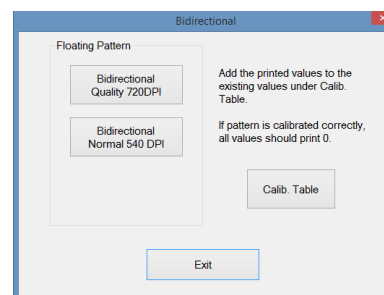 Bidirectional
Floating Pattern
Bidirectional
Quality 720DPI
Bidirectional
Normal 540 DPI
Add the printed values to the
existing values under Calib.
Table.
If pattern is calibrated correctly,
all values should print 0.
Calib. Table
Exit